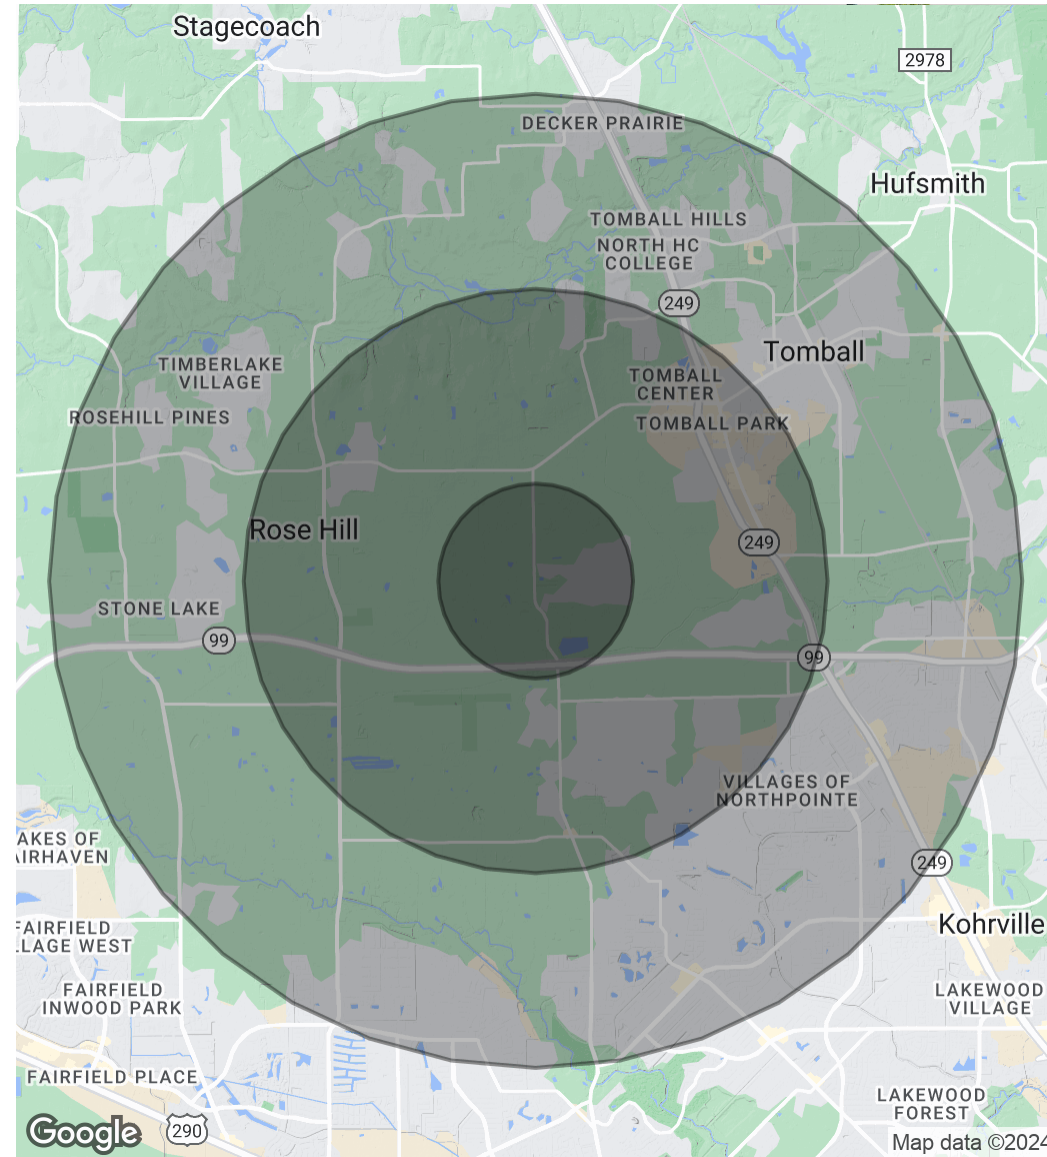 Stagecoach
2978
DECKER PRAIRIE
Hufsmith
TOMBALL HILLS
NORTH HC
COLLEGE
249
Tomball
TIMBERLAKE
VILLAGE
TOMBALL
CENTER
ROSEHILL PINES
TOMBALL PARK
Rose Hill
249
STONE LAKE
99
99
VILLAGES OF
NORTHPOINTE
AKES OF
AIRHAVEN
249
FAIRFIELD
LLAGE WEST
Kohrville
FAIRFIELD
INWOOD PARK
LAKEWOOD
VILLAGE
FAIRFIELD PLACE
LAKEWOOD
FOREST
Google
290
Map data ©2024